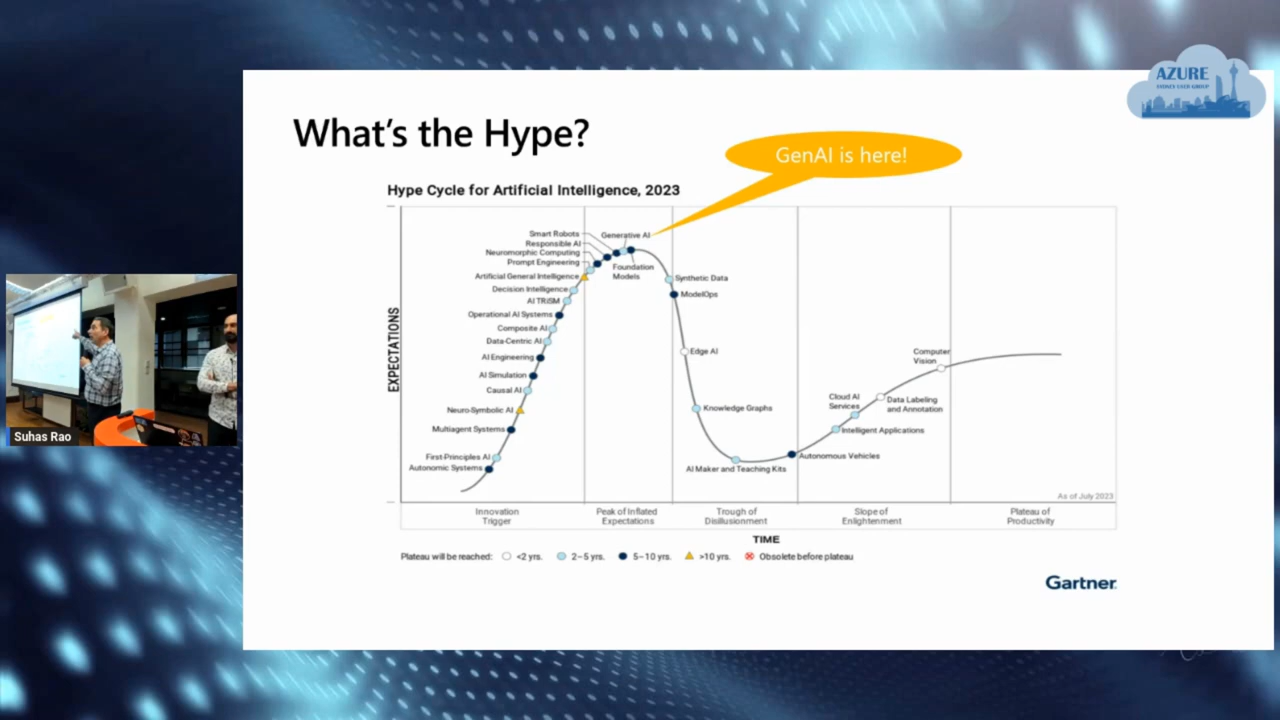 AZURE
SYDNEY USER GROUP
What's the Hype?
GenAI is here!
Hype Cycle for Artificial Intelligence, 2023
Smart Robots
Generative AI
Responsible AI
Neuromorphic Computing
Prompt Engineering
Foundation
Models
Artificial General Intelligence
Synthetic Data
Decision Intelligence
ModelOps
AI TRiSM
Operational AI Systems
Composite AI
Data-Centric AI
Edge AI
Computer
Vision
AI Engineering
AI Simulation
Causal AI
Cloud AI
Services
Data Labeling
and Annotation
Neuro-Symbolic AI
Knowledge Graphs
Multiagent Systems
Intelligent Applications
First-Principles AI
Autonomic Systems
Autonomous Vehicles
AI Maker and Teaching Kits
EXPECTATIONS
As of July 2023
Innovation
Trigger
Peak of Inflated
Expectations
Trough of
Disillusionment
Slope of
Enlightenment
Plateau of
Productivity
TIME
Plateau will be reached: <2 yrs. 2–5 yrs. 5–10 yrs. >10 yrs. Obsolete before plateau
Gartner
Suhas Rao